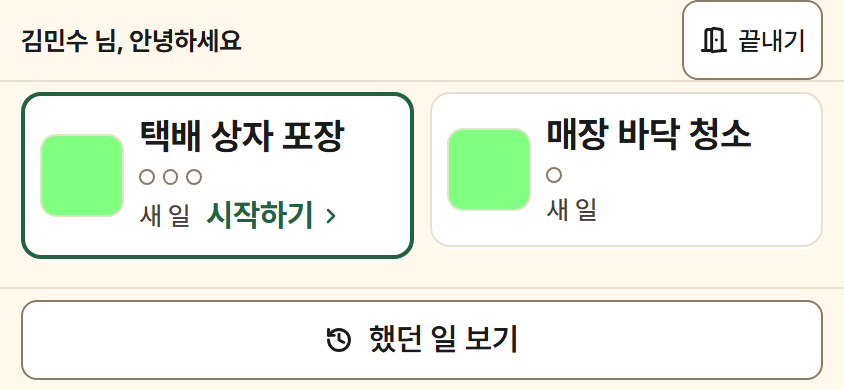 김민수 님, 안녕하세요
끝내기
택배 상자 포장
새 일 시작하기
매장 바닥 청소
새 일
했던 일 보기